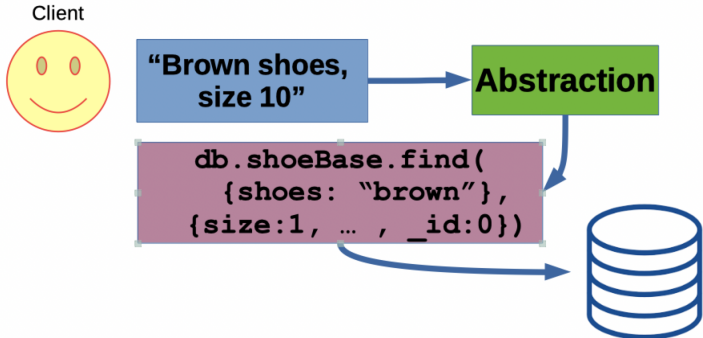 Client
“Brown shoes,
size 10”
Abstraction
db.shoeBase.find(
{shoes: “brown”},
{size:1, … , _id:0})